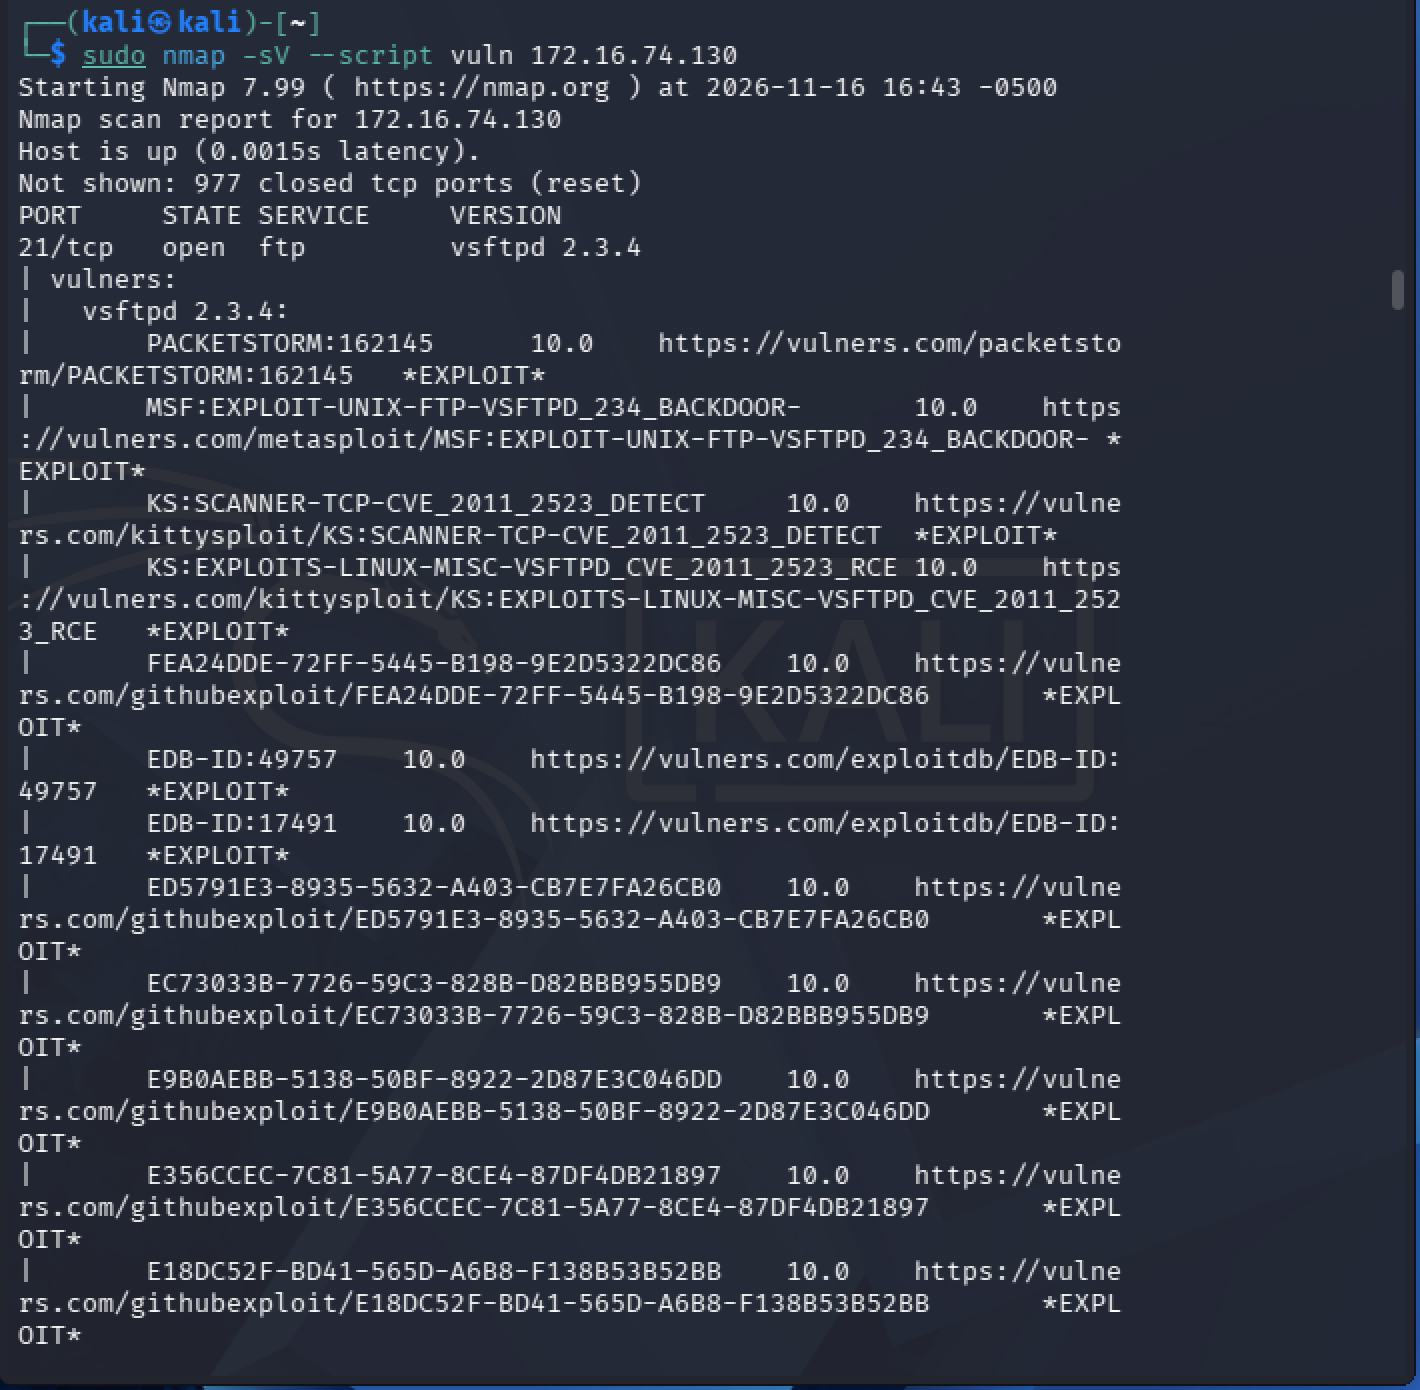 ┌──(kali㉿kali)-[~]
└─$ sudo nmap -sV --script vuln 172.16.74.130
Starting Nmap 7.99 ( https://nmap.org ) at 2026-11-16 16:43 -0500
Nmap scan report for 172.16.74.130
Host is up (0.0015s latency).
Not shown: 977 closed tcp ports (reset)
PORT     STATE SERVICE     VERSION
21/tcp   open  ftp         vsftpd 2.3.4
| vulners:
|   vsftpd 2.3.4:
|       PACKETSTORM:162145      10.0    https://vulners.com/packetsto
rm/PACKETSTORM:162145   *EXPLOIT*
|       MSF:EXPLOIT-UNIX-FTP-VSFTPD_234_BACKDOOR-       10.0    https
://vulners.com/metasploit/MSF:EXPLOIT-UNIX-FTP-VSFTPD_234_BACKDOOR- *
EXPLOIT*
|       KS:SCANNER-TCP-CVE_2011_2523_DETECT     10.0    https://vulne
rs.com/kittysploit/KS:SCANNER-TCP-CVE_2011_2523_DETECT  *EXPLOIT*
|       KS:EXPLOITS-LINUX-MISC-VSFTPD_CVE_2011_2523_RCE 10.0    https
://vulners.com/kittysploit/KS:EXPLOITS-LINUX-MISC-VSFTPD_CVE_2011_252
3_RCE   *EXPLOIT*
|       FEA24DDE-72FF-5445-B198-9E2D5322DC86    10.0    https://vulne
rs.com/githubexploit/FEA24DDE-72FF-5445-B198-9E2D5322DC86       *EXPL
OIT*
|       EDB-ID:49757    10.0    https://vulners.com/exploitdb/EDB-ID:
49757   *EXPLOIT*
|       EDB-ID:17491    10.0    https://vulners.com/exploitdb/EDB-ID:
17491   *EXPLOIT*
|       ED5791E3-8935-5632-A403-CB7E7FA26CB0    10.0    https://vulne
rs.com/githubexploit/ED5791E3-8935-5632-A403-CB7E7FA26CB0       *EXPL
OIT*
|       EC73033B-7726-59C3-828B-D82BBB955DB9    10.0    https://vulne
rs.com/githubexploit/EC73033B-7726-59C3-828B-D82BBB955DB9       *EXPL
OIT*
|       E9B0AEBB-5138-50BF-8922-2D87E3C046DD    10.0    https://vulne
rs.com/githubexploit/E9B0AEBB-5138-50BF-8922-2D87E3C046DD       *EXPL
OIT*
|       E356CCEC-7C81-5A77-8CE4-87DF4DB21897    10.0    https://vulne
rs.com/githubexploit/E356CCEC-7C81-5A77-8CE4-87DF4DB21897       *EXPL
OIT*
|       E18DC52F-BD41-565D-A6B8-F138B53B52BB    10.0    https://vulne
rs.com/githubexploit/E18DC52F-BD41-565D-A6B8-F138B53B52BB       *EXPL
OIT*
KALI